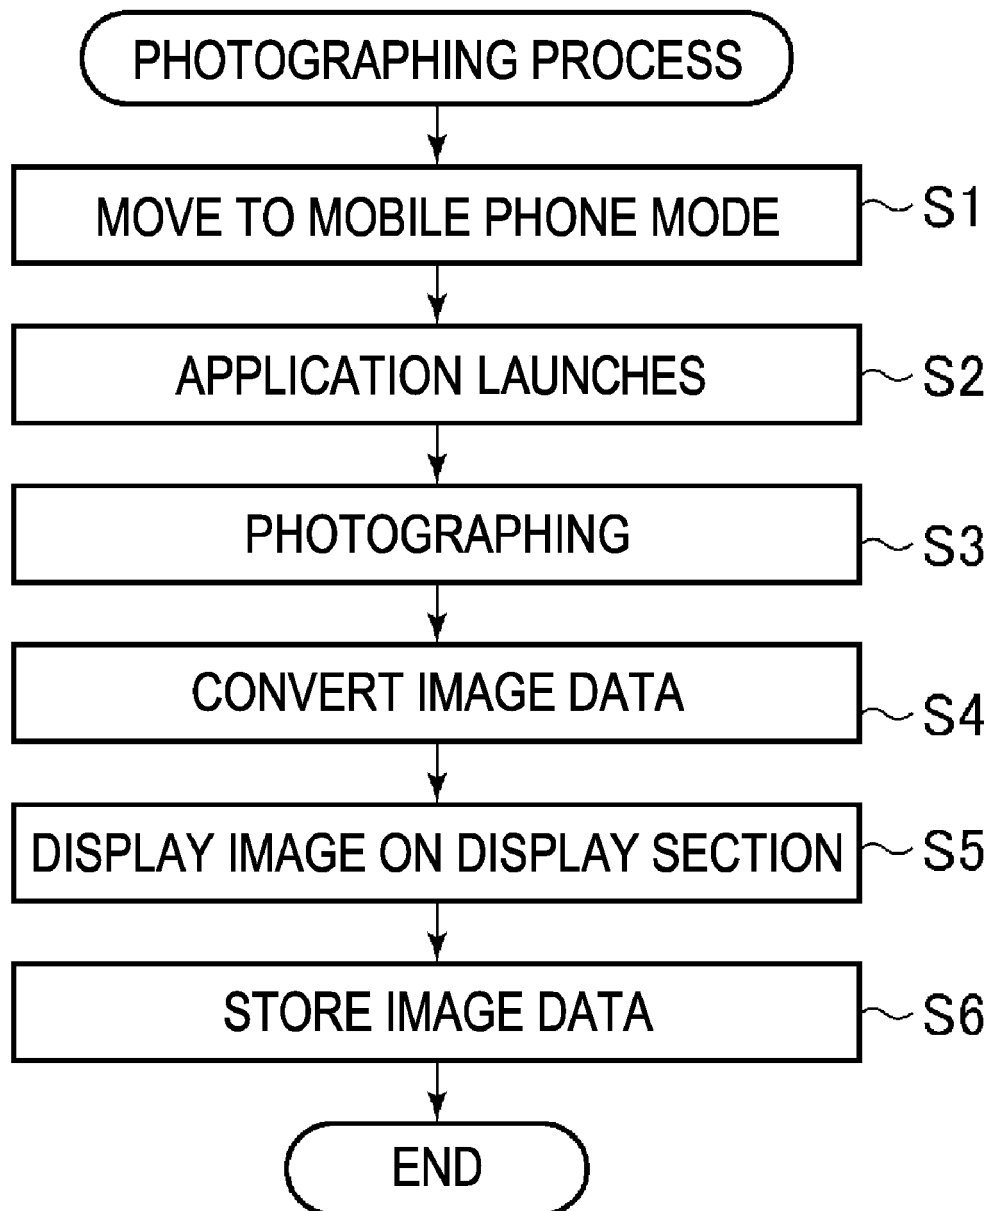 PHOTOGRAPHING PROCESS
MOVE TO MOBILE PHONE MODE
S1
APPLICATION LAUNCHES
S2
PHOTOGRAPHING
S3
CONVERT IMAGE DATA
S4
DISPLAY IMAGE ON DISPLAY SECTION
S5
STORE IMAGE DATA
S6
END